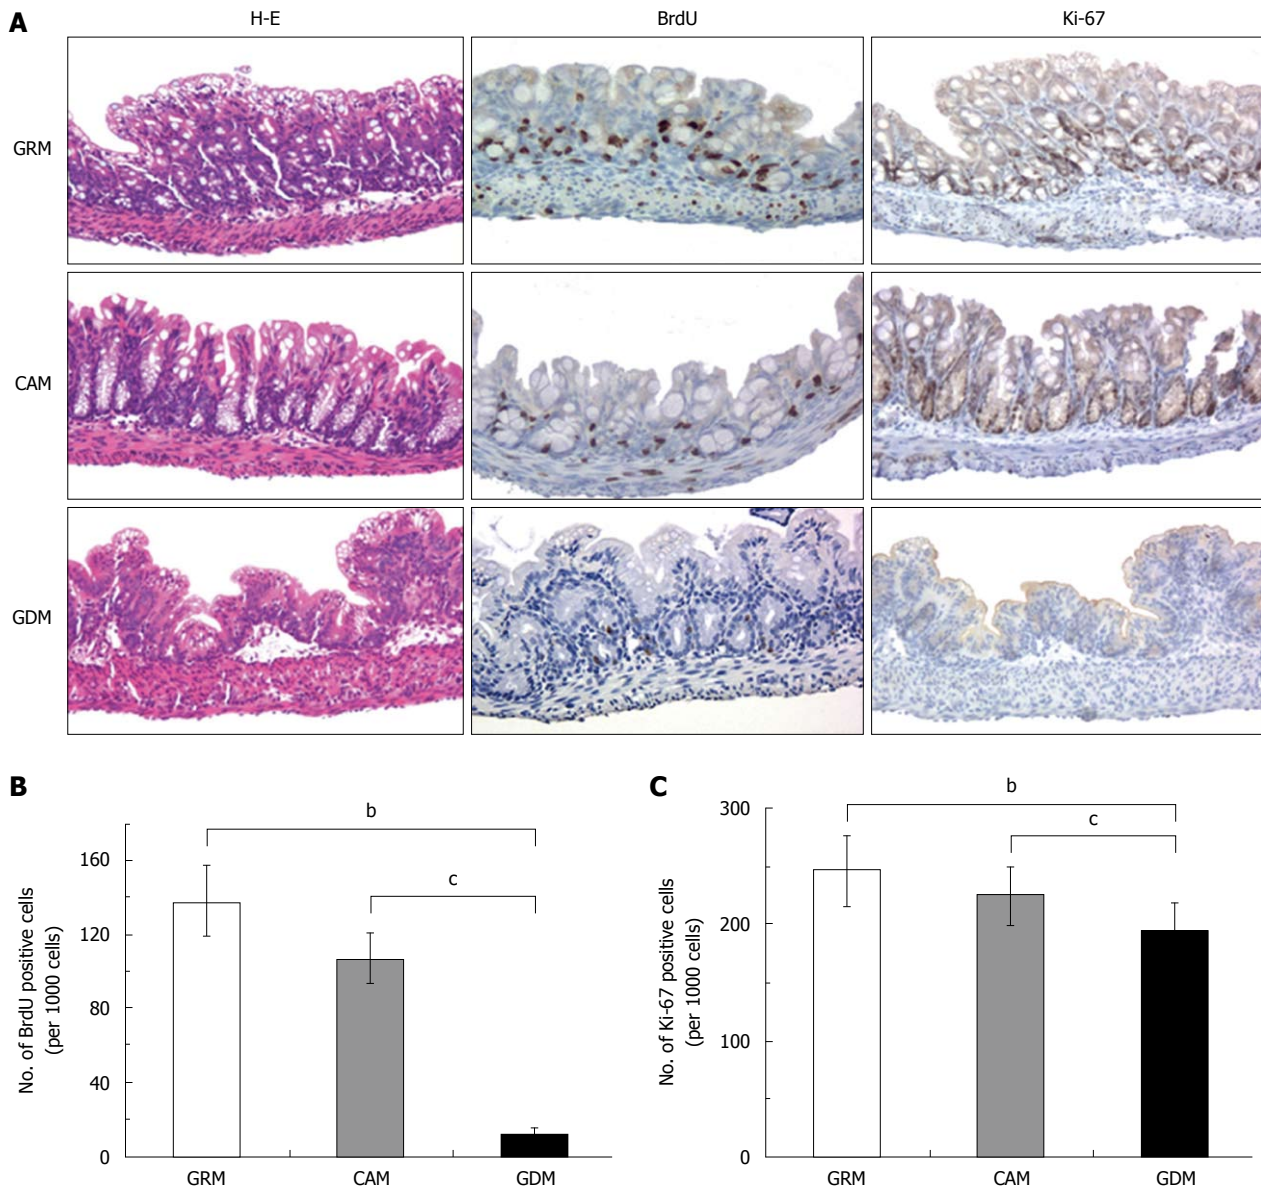 A
H-E
BrdU
Ki-67
GRM
CAM
GDM
B
No. of BrdU positive cells
(per 1000 cells)
160
120
80
40
0
b
c
GRM
CAM
GDM
C
No. of Ki-67 positive cells
(per 1000 cells)
300
200
100
0
b
c
GRM
CAM
GDM